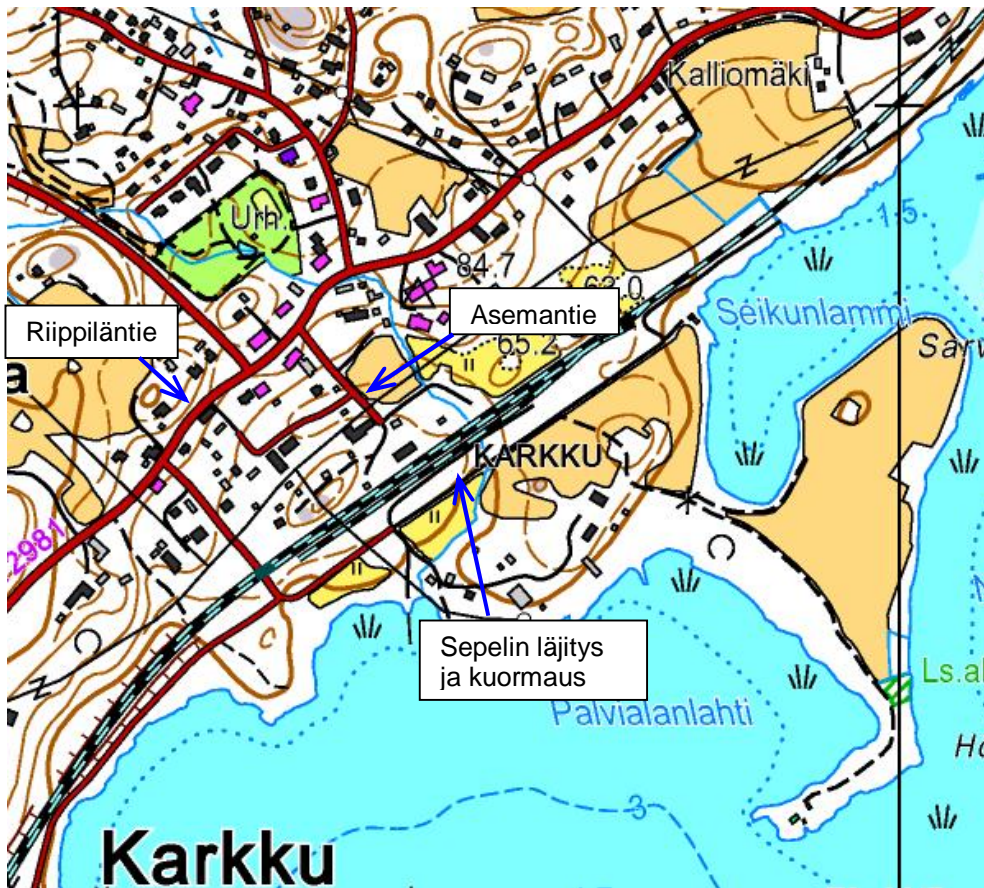 Kalliomäki
N
1.5
Urh.
84.7
63.0
Seikunlammi
Riippiläntie
Asemantie
65.2
a
Sarv
KARKKU
2981
Sepelin läjitys
ja kuormaus
Ls.al
N
Palvialanlahti
Ho
3
Karkku